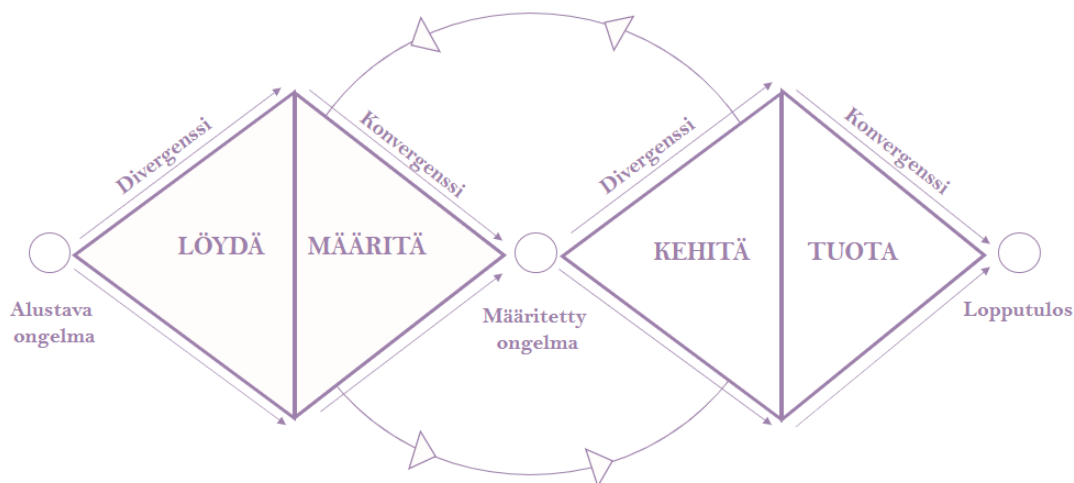 Divergenssi
Konvergenssi
LÖYDÄ
MÄÄRITÄ
Alustava
ongelma
Määritetty
ongelma
Divergenssi
Konvergenssi
KEHITÄ
TUOTA
Lopputulos